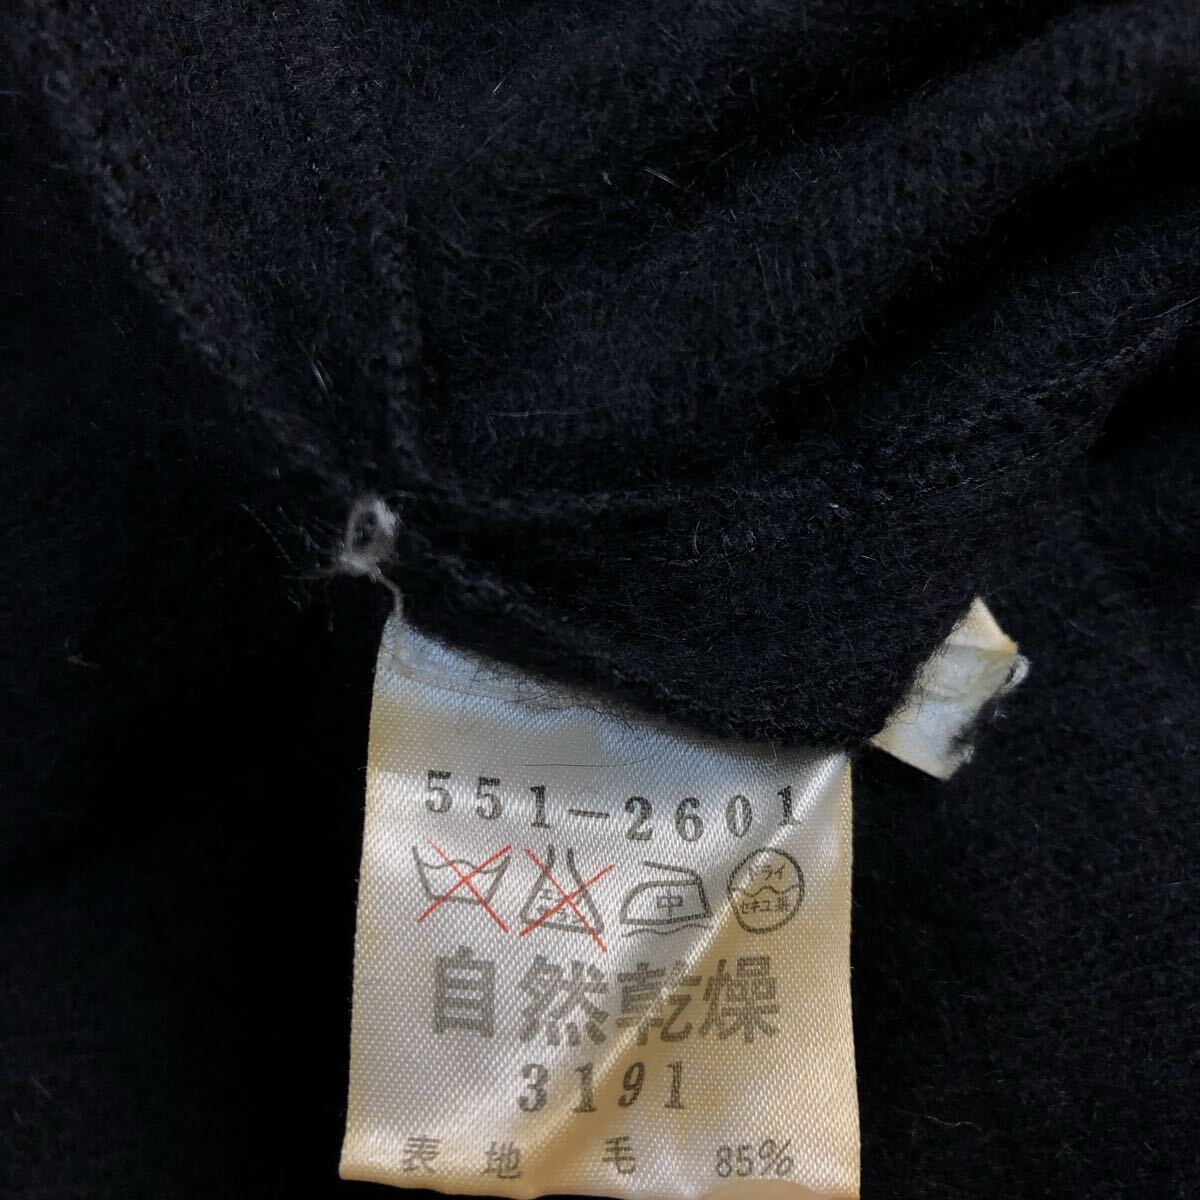 551-2601
中 ドライ
セキユ系
自然乾燥
3191
表地 毛 85%